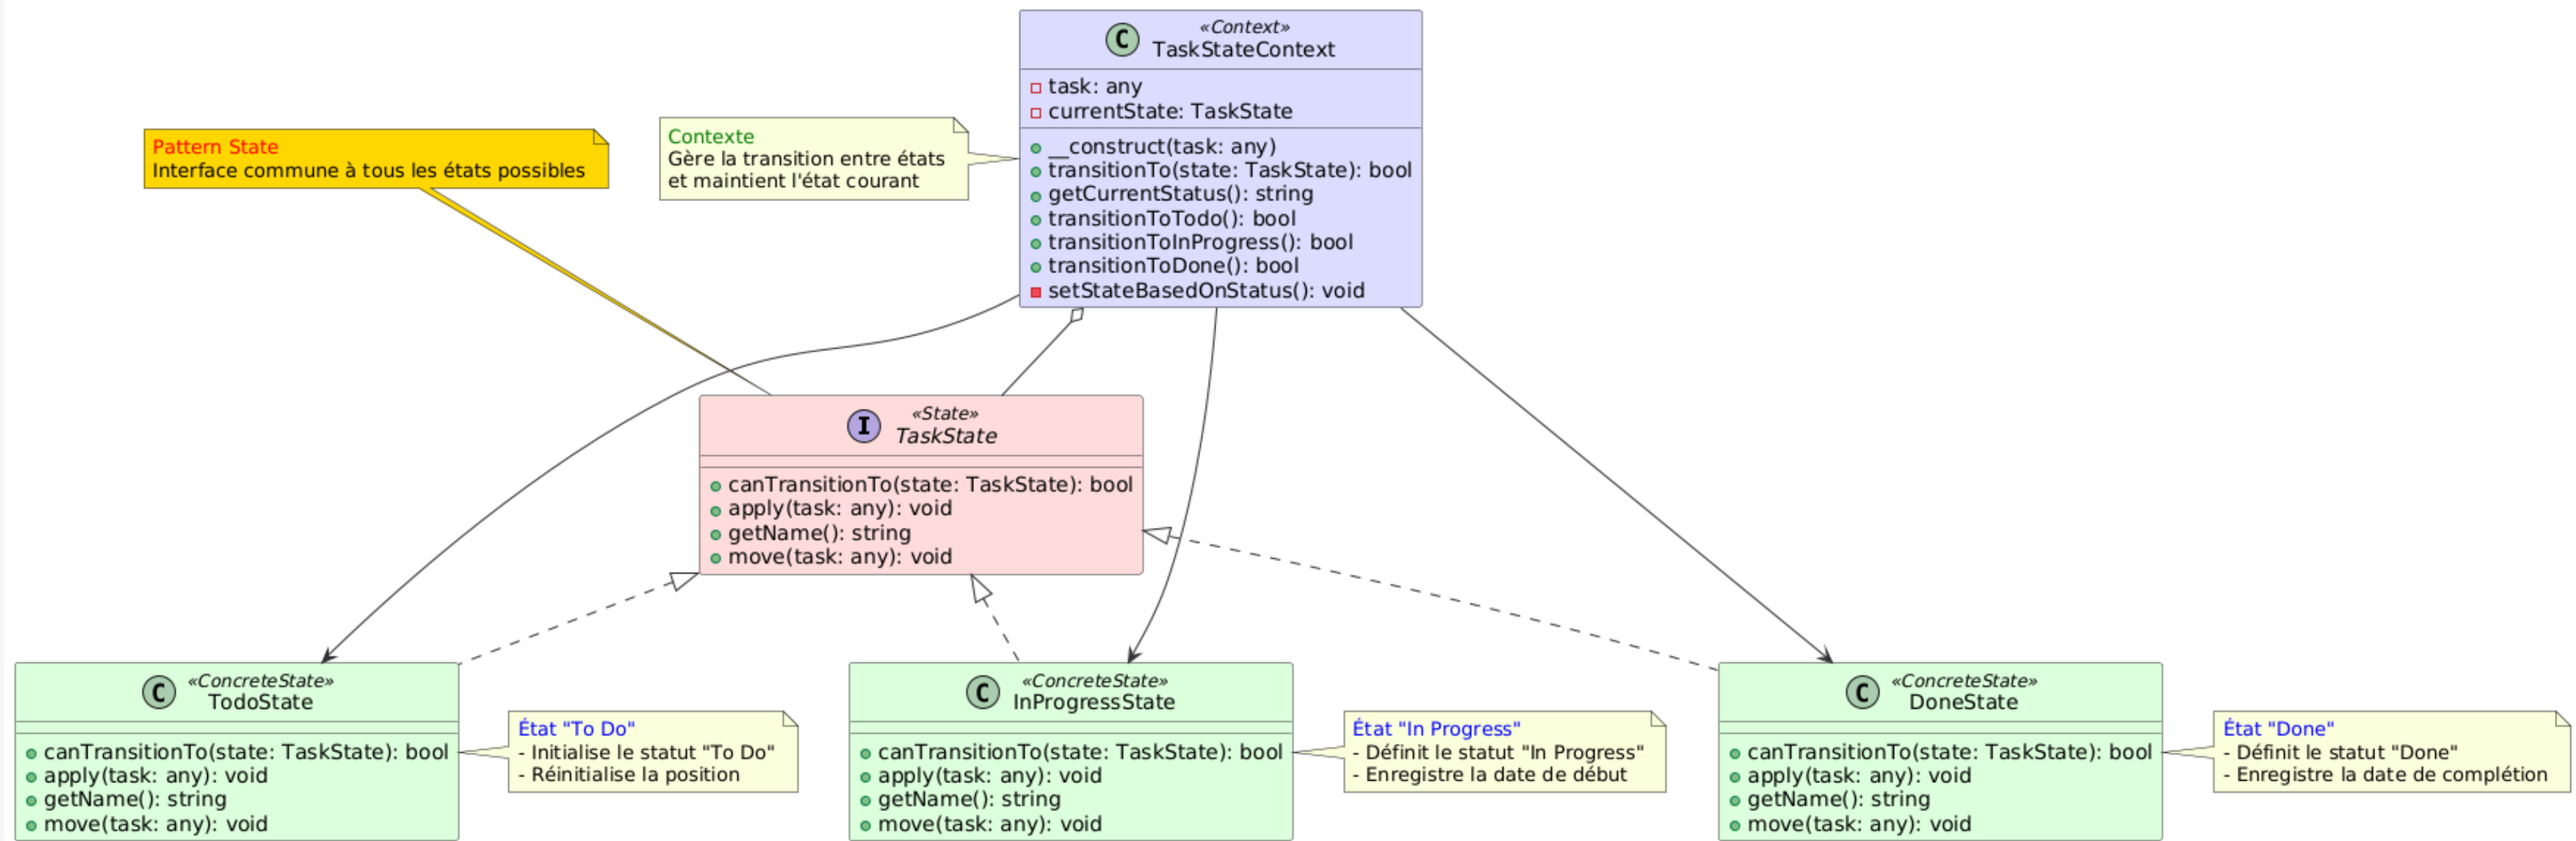 «Context»
C
TaskStateContext
task: any
currentState: TaskState
__construct(task: any)
transitionTo(state: TaskState): bool
getCurrentStatus(): string
transitionToTodo(): bool
transitionToInProgress(): bool
transitionToDone(): bool
setStateBasedOnStatus(): void
Pattern State
Interface commune à tous les états possibles
Contexte
Gère la transition entre états
et maintient l'état courant
«State»
I
TaskState
canTransitionTo(state: TaskState): bool
apply(task: any): void
getName(): string
move(task: any): void
«ConcreteState»
C
TodoState
canTransitionTo(state: TaskState): bool
apply(task: any): void
getName(): string
move(task: any): void
État "To Do"
- Initialise le statut "To Do"
- Réinitialise la position
«ConcreteState»
C
InProgressState
canTransitionTo(state: TaskState): bool
apply(task: any): void
getName(): string
move(task: any): void
État "In Progress"
- Définit le statut "In Progress"
- Enregistre la date de début
«ConcreteState»
C
DoneState
canTransitionTo(state: TaskState): bool
apply(task: any): void
getName(): string
move(task: any): void
État "Done"
- Définit le statut "Done"
- Enregistre la date de complétion